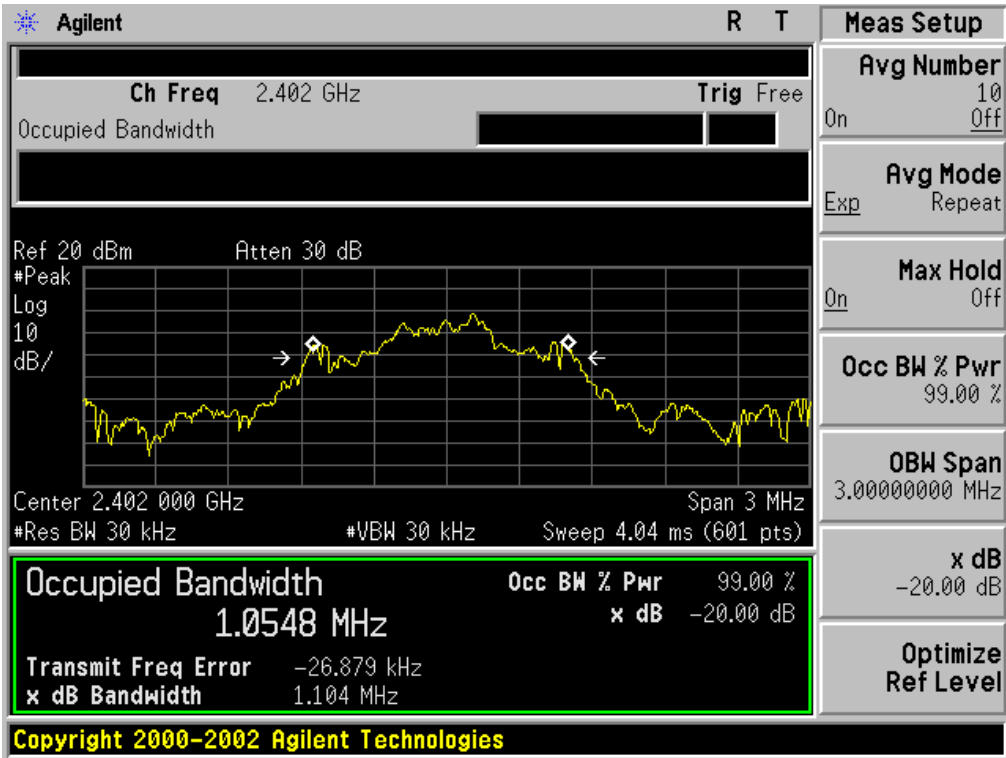 Agilent R T
Ch Freq 2.402 GHz Trig Free
Occupied Bandwidth
Ref 20 dBm Atten 30 dB
#Peak
Log
10
dB/
Center 2.402 000 GHz Span 3 MHz
#Res BW 30 kHz #VBW 30 kHz Sweep 4.04 ms (601 pts)
Occupied Bandwidth Occ BW % Pwr 99.00 %
1.0548 MHz x dB -20.00 dB
Transmit Freq Error -26.879 kHz
x dB Bandwidth 1.104 MHz
Copyright 2000-2002 Agilent Technologies
Meas Setup
Avg Number
10
On Off
Avg Mode
Exp Repeat
Max Hold
On Off
Occ BW % Pwr
99.00 %
OBW Span
3.00000000 MHz
x dB
-20.00 dB
Optimize
Ref Level